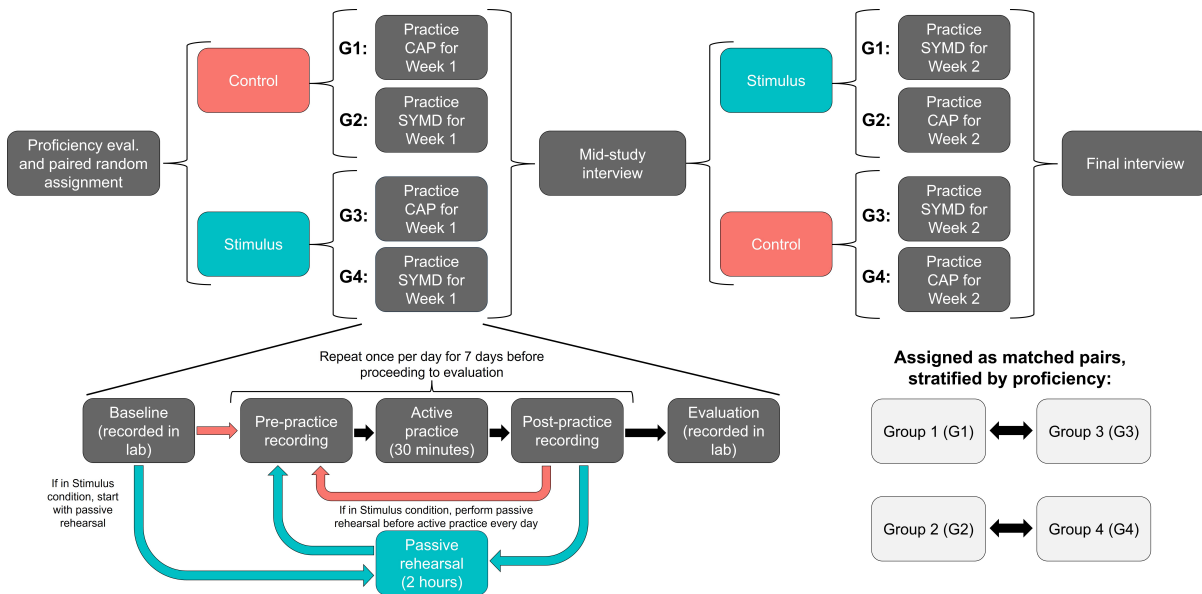 Proficiency eval.
and paired random
assignment
Control
Stimulus
G1:
Practice
CAP for
Week 1
G2:
Practice
SYMD for
Week 1
G3:
Practice
CAP for
Week 1
G4:
Practice
SYMD for
Week 1
Mid-study
interview
Stimulus
Control
G1:
Practice
SYMD for
Week 2
G2:
Practice
CAP for
Week 2
G3:
Practice
SYMD for
Week 2
G4:
Practice
CAP for
Week 2
Final interview
Repeat once per day for 7 days before
proceeding to evaluation
Baseline
(recorded in
lab)
Pre-practice
recording
Active
practice
(30 minutes)
Post-practice
recording
Evaluation
(recorded in
lab)
If in Stimulus
condition, start
with passive
rehearsal
If in Stimulus condition, perform passive
rehearsal before active practice every day
Passive
rehearsal
(2 hours)
Assigned as matched pairs,
stratified by proficiency:
Group 1 (G1)
Group 3 (G3)
Group 2 (G2)
Group 4 (G4)